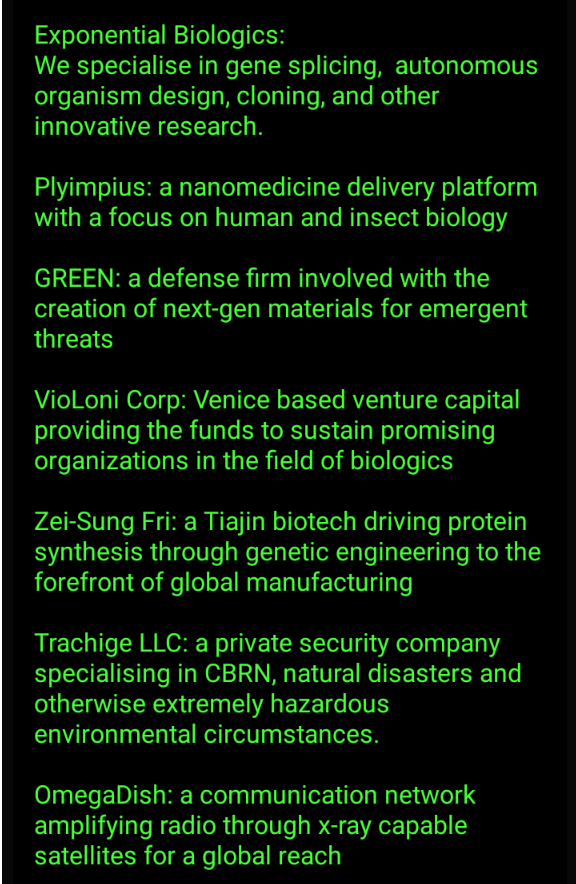 Exponential Biologics:
We specialise in gene splicing,  autonomous
organism design, cloning, and other
innovative research.

Plyimpius: a nanomedicine delivery platform
with a focus on human and insect biology

GREEN: a defense firm involved with the
creation of next-gen materials for emergent
threats

VioLoni Corp: Venice based venture capital
providing the funds to sustain promising
organizations in the field of biologics

Zei-Sung Fri: a Tiajin biotech driving protein
synthesis through genetic engineering to the
forefront of global manufacturing

Trachige LLC: a private security company
specialising in CBRN, natural disasters and
otherwise extremely hazardous
environmental circumstances.

OmegaDish: a communication network
amplifying radio through x-ray capable
satellites for a global reach